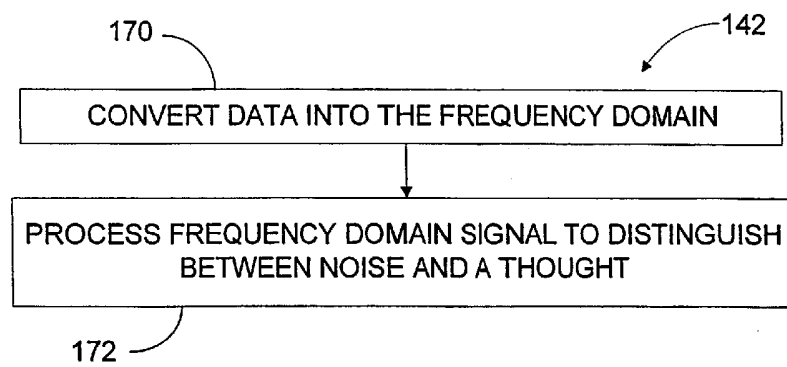 170
142
CONVERT DATA INTO THE FREQUENCY DOMAIN
PROCESS FREQUENCY DOMAIN SIGNAL TO DISTINGUISH
BETWEEN NOISE AND A THOUGHT
172